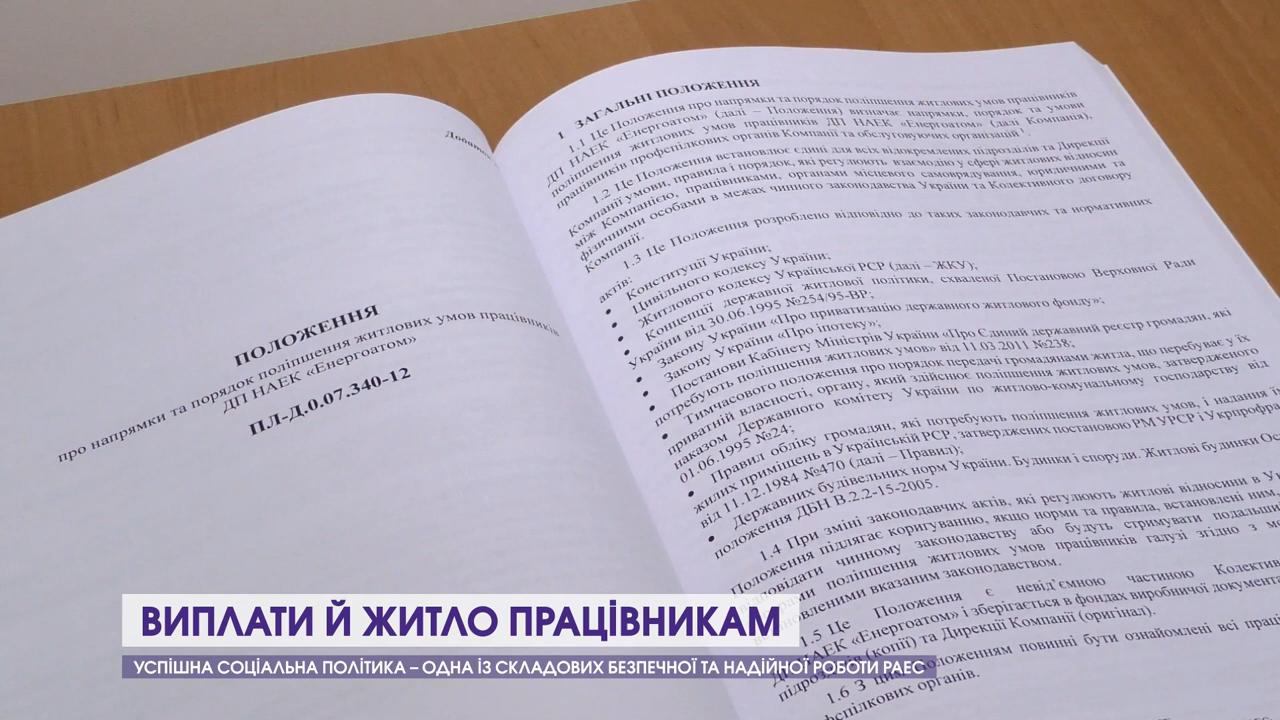 Додаток
ПОЛОЖЕННЯ
про напрямки та порядок поліпшення житлових умов працівників
ДП НАЕК «Енергоатом»
ПЛ-Д.0.07.340-12
1 ЗАГАЛЬНІ ПОЛОЖЕННЯ
1.1 Це Положення про напрямки та порядок поліпшення житлових умов працівників
ДП НАЕК «Енергоатом» (далі – Положення) визначає напрямки, порядок та умови
поліпшення житлових умов працівників ДП НАЕК «Енергоатом» (далі Компанія),
працівників профспілкових органів Компанії та обслуговуючих організацій 1.
1.2 Це Положення встановлює єдині для всіх відокремлених підрозділів та Дирекції
Компанії умови, правила і порядок, які регулюють взаємодію у сфері житлових відносин
між Компанією, працівниками, органами місцевого самоврядування, юридичними та
фізичними особами в межах чинного законодавства України та Колективного договору
Компанії.
1.3 Це Положення розроблено відповідно до таких законодавчих та нормативних
актів:
• Конституції України;
• Цивільного кодексу України;
• Житлового кодексу Української РСР (далі – ЖКУ);
• Концепції державної житлової політики, схваленої Постановою Верховної Ради
України від 30.06.1995 №254/95-ВР;
• Закону України «Про приватизацію державного житлового фонду»;
• Закону України «Про іпотеку»;
• Постанови Кабінету Міністрів України «Про Єдиний державний реєстр громадян, які
потребують поліпшення житлових умов» від 11.03.2011 №238;
• Тимчасового положення про порядок передачі громадянами житла, що перебуває у їх
приватній власності, органу, який здійснює поліпшення житлових умов, затвердженого
наказом Державного комітету України по житлово-комунальному господарству від
01.06.1995 №24;
• Правил обліку громадян, які потребують поліпшення житлових умов, і надання їм
жилих приміщень в Українській РСР, затверджених постановою РМ УРСР і Укрпрофра
від 11.12.1984 №470 (далі – Правил);
• Державних будівельних норм України. Будинки і споруди. Житлові будинки Ос
положення ДБН В.2.2-15-2005.
1.4 При зміні законодавчих актів, які регулюють житлові відносини в Ук
Положення підлягає коригуванню, якщо норми та правила, встановлені ним
відповідати чинному законодавству або будуть стримувати подальші
поліпшення житлових умов працівників галузі згідно з м
встановленими вказаним законодавством.
1.5 Це Положення є невід'ємною частиною Колектив
ДП НАЕК «Енергоатом» і зберігається в фондах виробничої документ
підрозділів (копії) та Дирекції Компанії (оригінал).
1.6 З цим Положенням повинні бути ознайомлені всі прац
профспілкових органів.
ВИПЛАТИ Й ЖИТЛО ПРАЦІВНИКАМ
УСПІШНА СОЦІАЛЬНА ПОЛІТИКА – ОДНА ІЗ СКЛАДОВИХ БЕЗПЕЧНОЇ ТА НАДІЙНОЇ РОБОТИ РАЕС